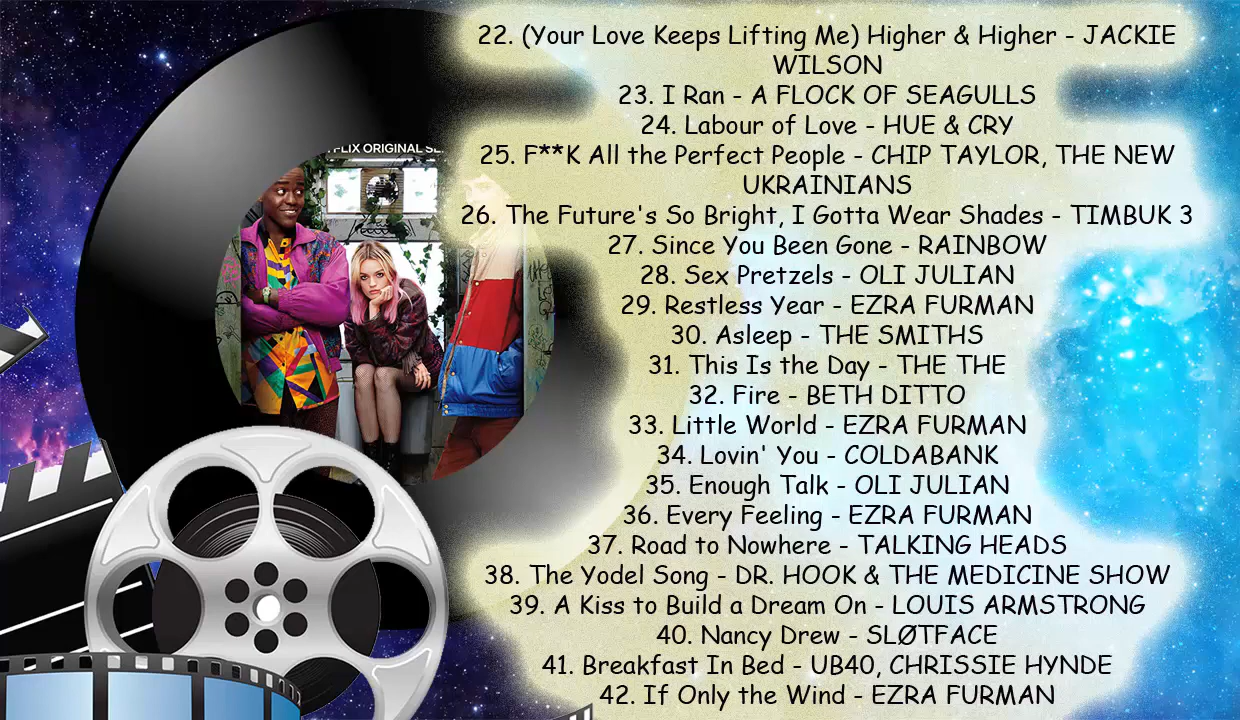 FLIX ORIGINAL SE
22. (Your Love Keeps Lifting Me) Higher & Higher - JACKIE
WILSON
23. I Ran - A FLOCK OF SEAGULLS
24. Labour of Love - HUE & CRY
25. F**K All the Perfect People - CHIP TAYLOR, THE NEW
UKRAINIANS
26. The Future's So Bright, I Gotta Wear Shades - TIMBUK 3
27. Since You Been Gone - RAINBOW
28. Sex Pretzels - OLI JULIAN
29. Restless Year - EZRA FURMAN
30. Asleep - THE SMITHS
31. This Is the Day - THE THE
32. Fire - BETH DITTO
33. Little World - EZRA FURMAN
34. Lovin' You - COLDABANK
35. Enough Talk - OLI JULIAN
36. Every Feeling - EZRA FURMAN
37. Road to Nowhere - TALKING HEADS
38. The Yodel Song - DR. HOOK & THE MEDICINE SHOW
39. A Kiss to Build a Dream On - LOUIS ARMSTRONG
40. Nancy Drew - SLØTFACE
41. Breakfast In Bed - UB40, CHRISSIE HYNDE
42. If Only the Wind - EZRA FURMAN